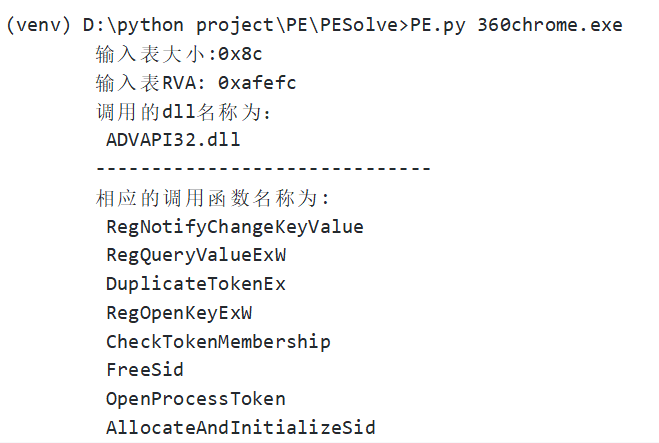 (venv) D:\python project\PE\PESolve>PE.py 360chrome.exe
输入表大小:0x8c
输入表RVA: 0xafefc
调用的dll名称为：
ADVAPI32.dll
------------------------------
相应的调用函数名称为：
RegNotifyChangeKeyValue
RegQueryValueExW
DuplicateTokenEx
RegOpenKeyExW
CheckTokenMembership
FreeSid
OpenProcessToken
AllocateAndInitializeSid